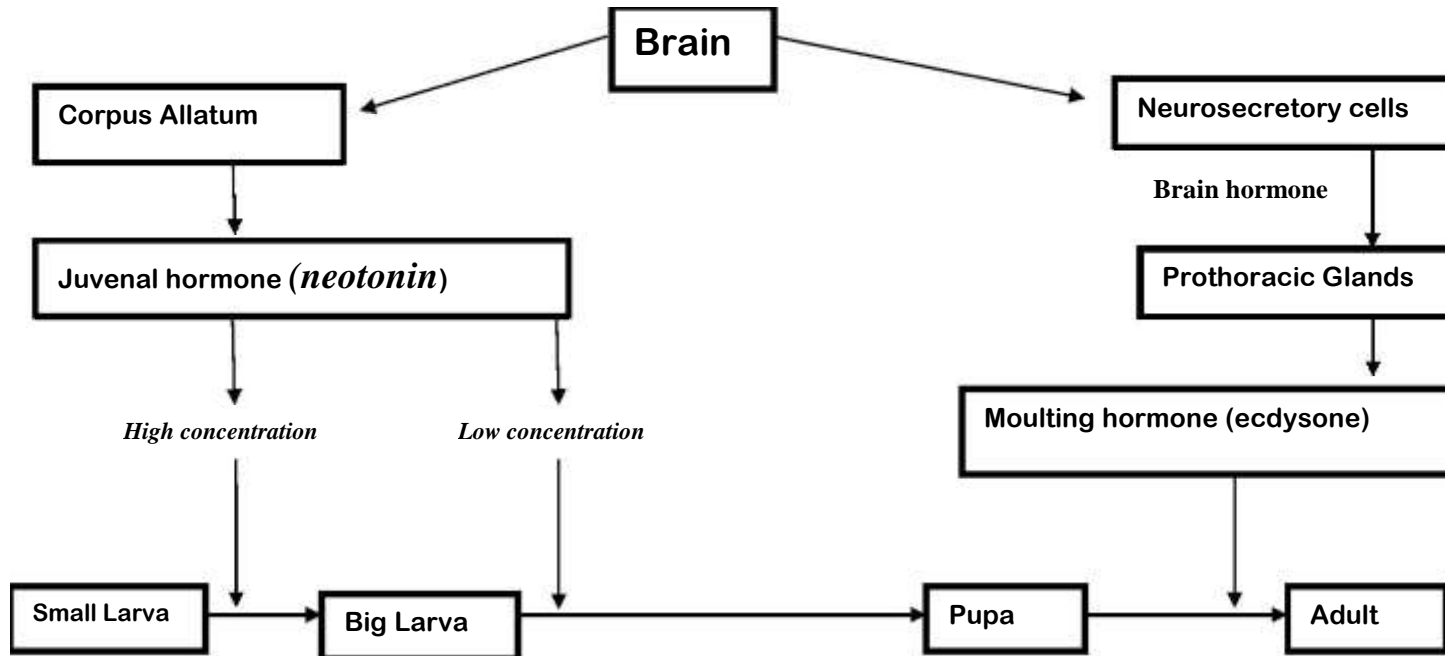 Brain
Corpus Allatum
Neurosecretory cells
Brain hormone
Juvenal hormone (neotonin)
Prothoracic Glands
High concentration
Low concentration
Moulting hormone (ecdysone)
Small Larva
Big Larva
Pupa
Adult